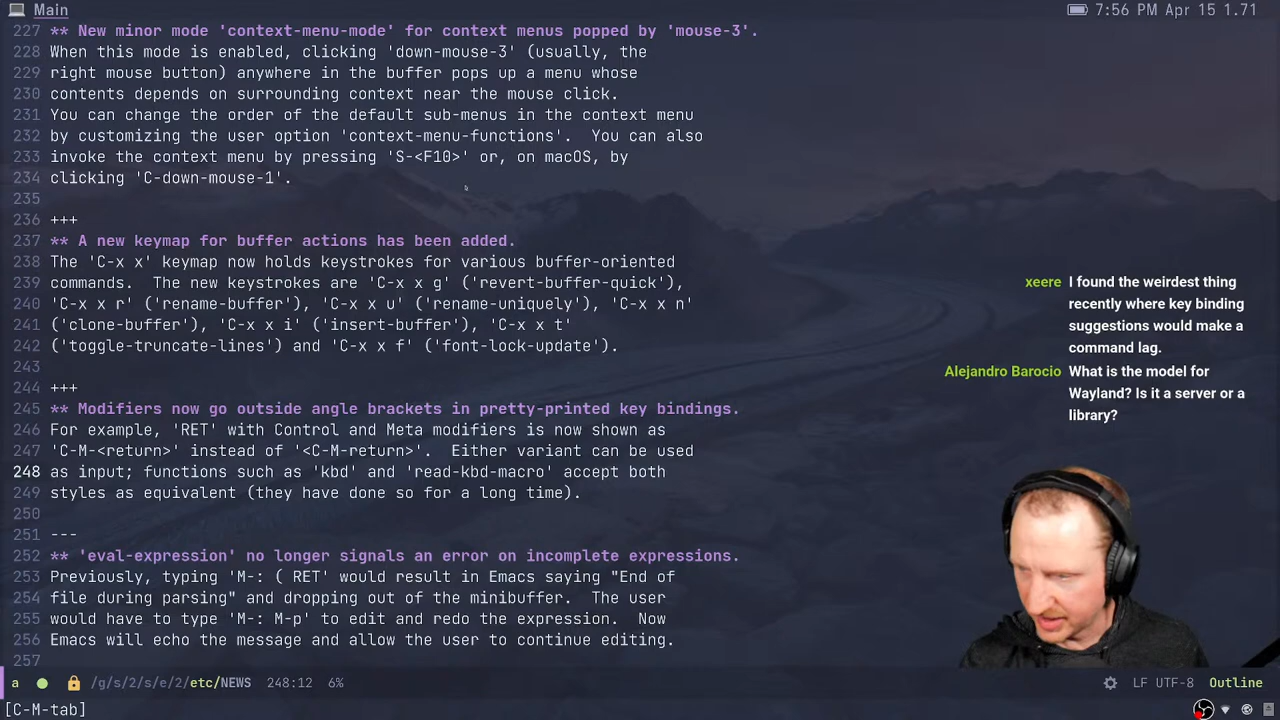 Main
7:56 PM Apr 15 1.71
227 ** New minor mode 'context-menu-mode' for context menus popped by 'mouse-3'.
228 When this mode is enabled, clicking 'down-mouse-3' (usually, the
229 right mouse button) anywhere in the buffer pops up a menu whose
230 contents depends on surrounding context near the mouse click.
231 You can change the order of the default sub-menus in the context menu
232 by customizing the user option 'context-menu-functions'.  You can also
233 invoke the context menu by pressing 'S-<F10>' or, on macOS, by
234 clicking 'C-down-mouse-1'.
235
236 +++
237 ** A new keymap for buffer actions has been added.
238 The 'C-x x' keymap now holds keystrokes for various buffer-oriented
239 commands.  The new keystrokes are 'C-x x g' ('revert-buffer-quick'),
240 'C-x x r' ('rename-buffer'), 'C-x x u' ('rename-uniquely'), 'C-x x n'
241 ('clone-buffer'), 'C-x x i' ('insert-buffer'), 'C-x x t'
242 ('toggle-truncate-lines') and 'C-x x f' ('font-lock-update').
243
244 +++
245 ** Modifiers now go outside angle brackets in pretty-printed key bindings.
246 For example, 'RET' with Control and Meta modifiers is now shown as
247 'C-M-<return>' instead of '<C-M-return>'.  Either variant can be used
248 as input; functions such as 'kbd' and 'read-kbd-macro' accept both
249 styles as equivalent (they have done so for a long time).
250
251 ---
252 ** 'eval-expression' no longer signals an error on incomplete expressions.
253 Previously, typing 'M-: ( RET' would result in Emacs saying "End of
254 file during parsing" and dropping out of the minibuffer.  The user
255 would have to type 'M-: M-p' to edit and redo the expression.  Now
256 Emacs will echo the message and allow the user to continue editing.
257
xeere I found the weirdest thing
recently where key binding
suggestions would make a
command lag.
Alejandro Barocio What is the model for
Wayland? Is it a server or a
library?
a /g/s/2/s/e/2/etc/NEWS 248:12 6% LF UTF-8 Outline
[C-M-tab]